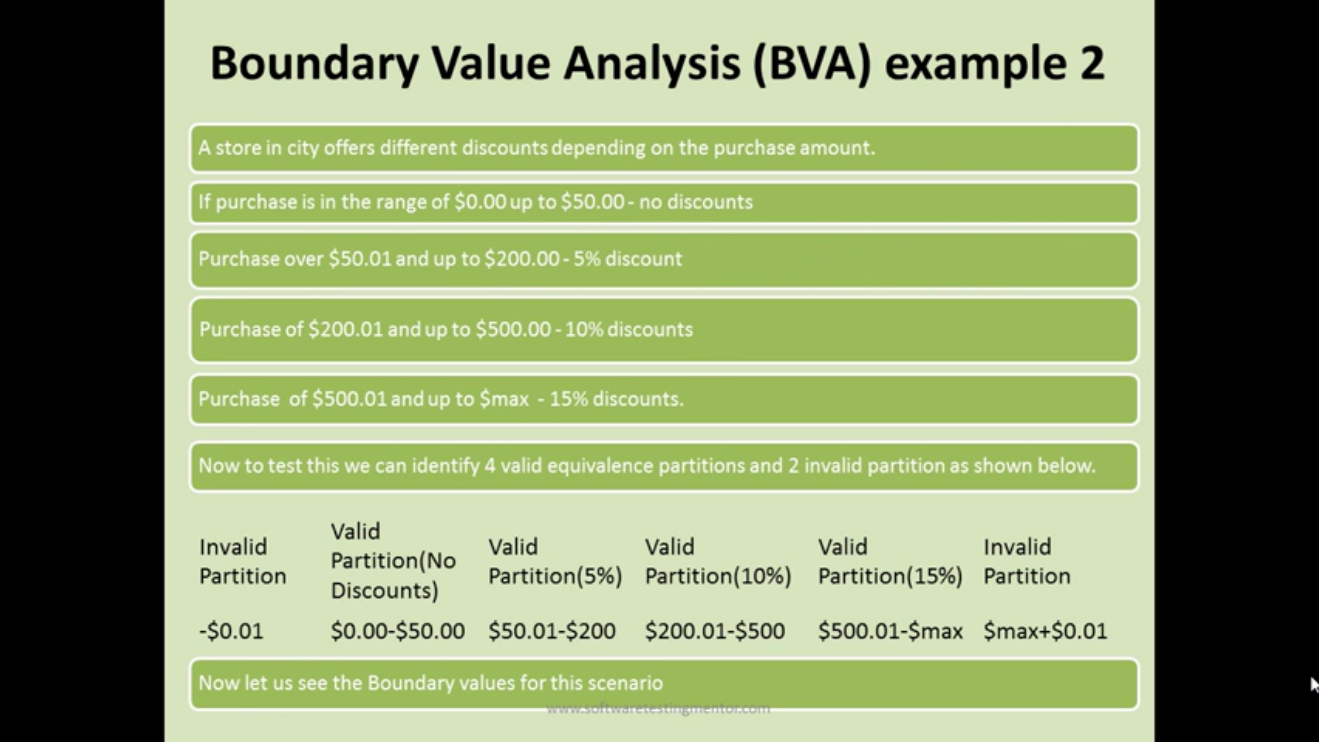 Boundary Value Analysis (BVA) example 2
A store in city offers different discounts depending on the purchase amount.
If purchase is in the range of $0.00 up to $50.00 - no discounts
Purchase over $50.01 and up to $200.00 - 5% discount
Purchase of $200.01 and up to $500.00 - 10% discounts
Purchase of $500.01 and up to $max - 15% discounts.
Now to test this we can identify 4 valid equivalence partitions and 2 invalid partition as shown below.
Invalid
Partition
Valid
Partition(No
Discounts)
Valid
Partition(5%)
Valid
Partition(10%)
Valid
Partition(15%)
Invalid
Partition
-$0.01 $0.00-$50.00 $50.01-$200 $200.01-$500 $500.01-$max $max+$0.01
Now let us see the Boundary values for this scenario
www.softwaretestingmentor.com